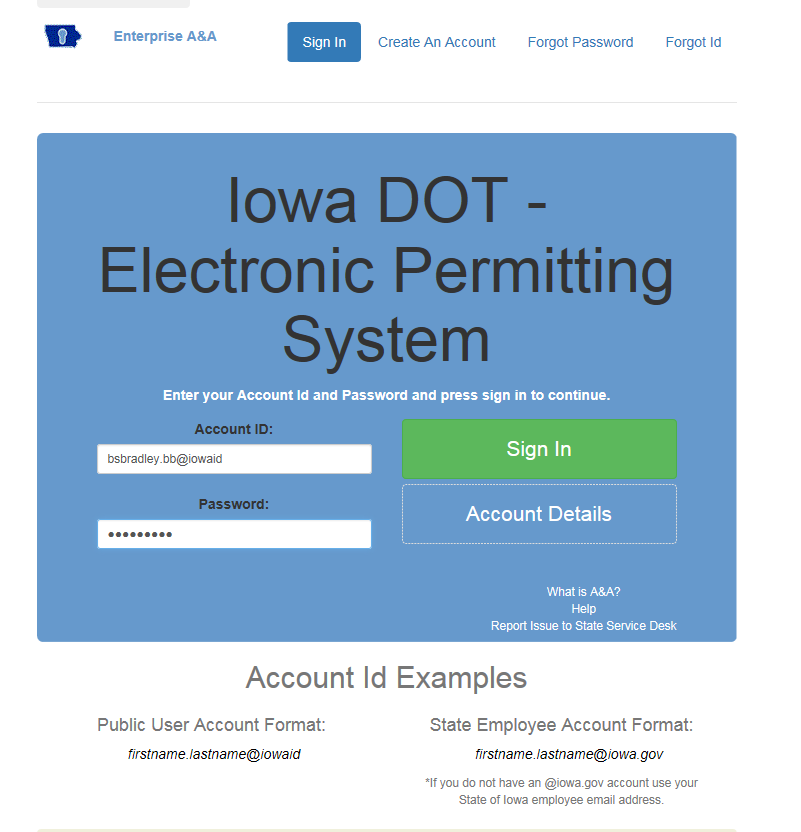 Enterprise A&A
Sign In
Create An Account
Forgot Password
Forgot Id
Iowa DOT -
Electronic Permitting
System
Enter your Account Id and Password and press sign in to continue.
Account ID:
bsbradley.bb@iowaid
Password:
●●●●●●●●●
Sign In
Account Details
What is A&A?
Help
Report Issue to State Service Desk
Account Id Examples
Public User Account Format:
firstname.lastname@iowaid
State Employee Account Format:
firstname.lastname@iowa.gov
*If you do not have an @iowa.gov account use your
State of Iowa employee email address.